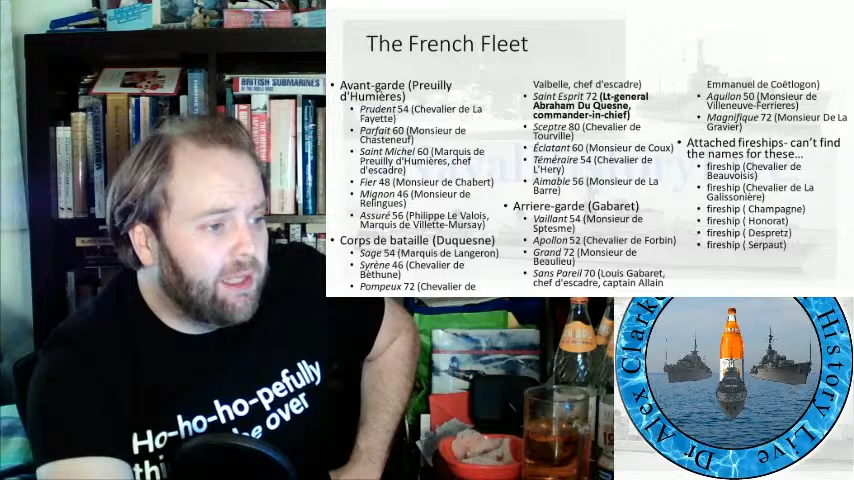 The French Fleet
• Avant-garde (Preuilly
d'Humières)
• Prudent 54 (Chevalier de La
Fayette)
• Parfait 60 (Monsieur de
Chasteneuf)
• Saint Michel 60 (Marquis de
Preuilly d'Humières, chef
d'escadre)
• Fier 48 (Monsieur de Chabert)
• Mignon 46 (Monsieur de
Relingues)
• Assuré 56 (Philippe Le Valois,
Marquis de Villette-Mursay)
• Corps de bataille (Duquesne)
• Sage 54 (Marquis de Langeron)
• Syrène 46 (Chevalier de
Béthune)
• Pompeux 72 (Chevalier de
Valbelle, chef d'escadre)
• Saint Esprit 72 (Lt-general
Abraham Du Quesne,
commander-in-chief)
• Sceptre 80 (Chevalier de
Tourville)
• Éclatant 60 (Monsieur de Coux)
• Téméraire 54 (Chevalier de
L'Hery)
• Aimable 56 (Monsieur de La
Barre)
• Arriere-garde (Gabaret)
• Vaillant 54 (Monsieur de
Septesme)
• Apollon 52 (Chevalier de Forbin)
• Grand 72 (Monsieur de
Beaulieu)
• Sans Pareil 70 (Louis Gabaret,
chef d'escadre, captain Allain
Emmanuel de Coëtlogon)
• Aquilon 50 (Monsieur de
Villeneuve-Ferrieres)
• Magnifique 72 (Monsieur De La
Gravier)
• Attached fireships- can't find
the names for these...
• fireship (Chevalier de
Beauvoisis)
• fireship (Chevalier de La
Galissonière)
• fireship ( Champagne)
• fireship ( Honorat)
• fireship ( Despretz)
• fireship ( Serpaut)
BRITISH SUBMARINES
Ho-ho-ho-pefully
be over
Dr Alex Clarke
History Live